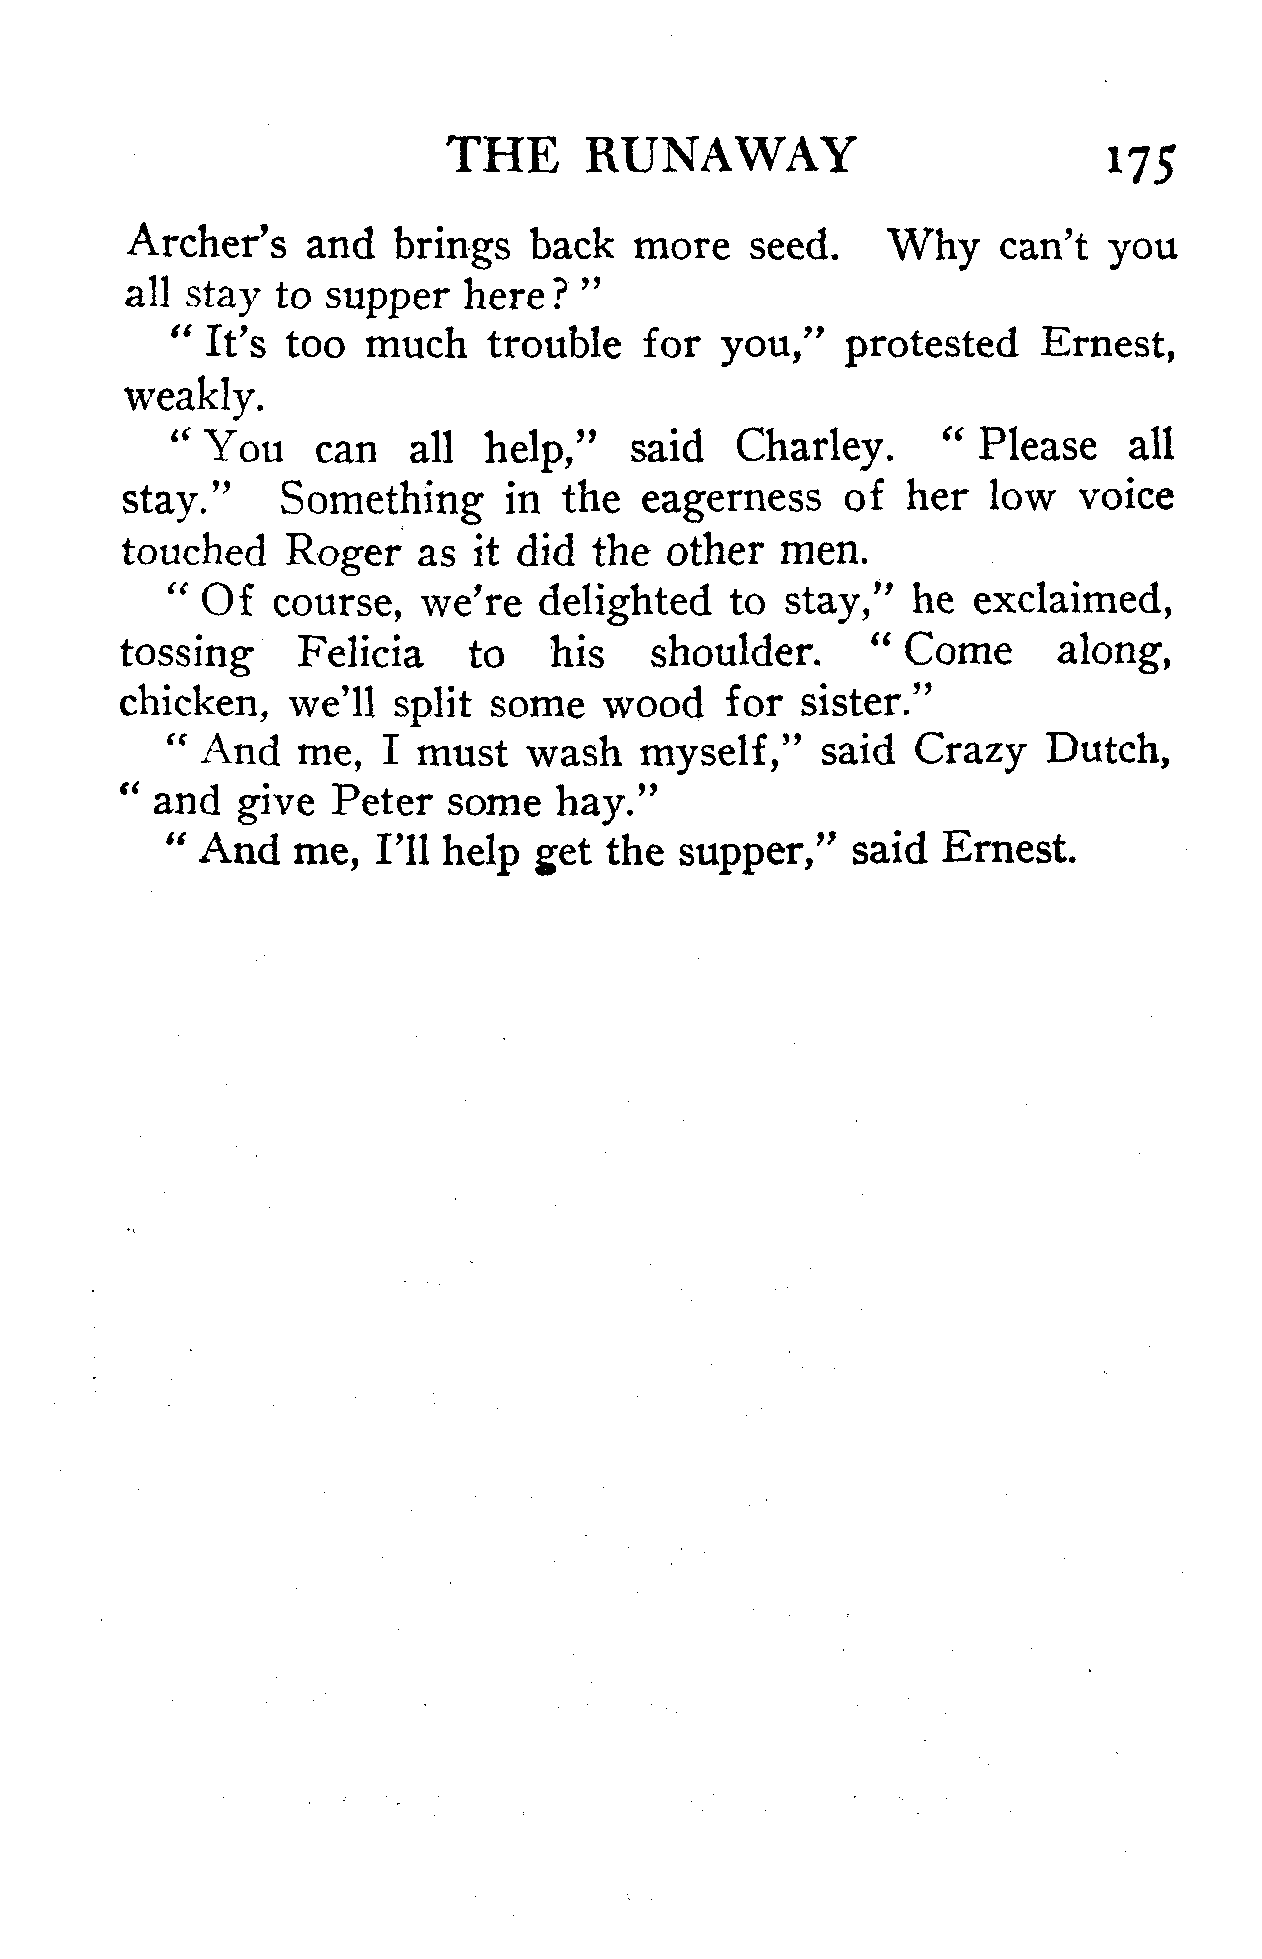 THE RUNAWAY 175
Archer's and brings back more seed. Why can't you
all stay to supper here? "
" It's too much trouble for you," protested Ernest,
weakly.
" You can all help," said Charley. " Please all
stay." Something in the eagerness of her low voice
touched Roger as it did the other men.
" Of course, we're delighted to stay," he exclaimed,
tossing Felicia to his shoulder. " Come along,
chicken, we'll split some wood for sister."
" And me, I must wash myself," said Crazy Dutch,
" and give Peter some hay."
" And me, I'll help get the supper," said Ernest.